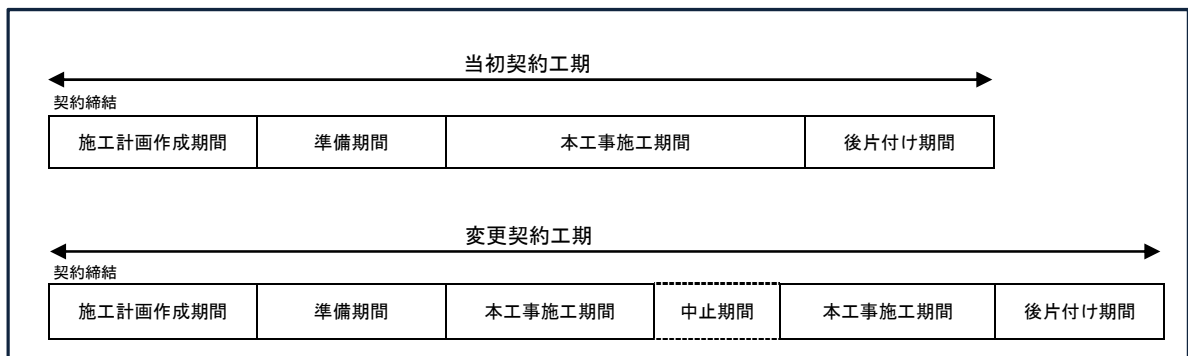 当初契約工期
契約締結
施工計画作成期間 準備期間 本工事施工期間 後片付け期間
変更契約工期
契約締結
施工計画作成期間 準備期間 本工事施工期間 中止期間 本工事施工期間 後片付け期間